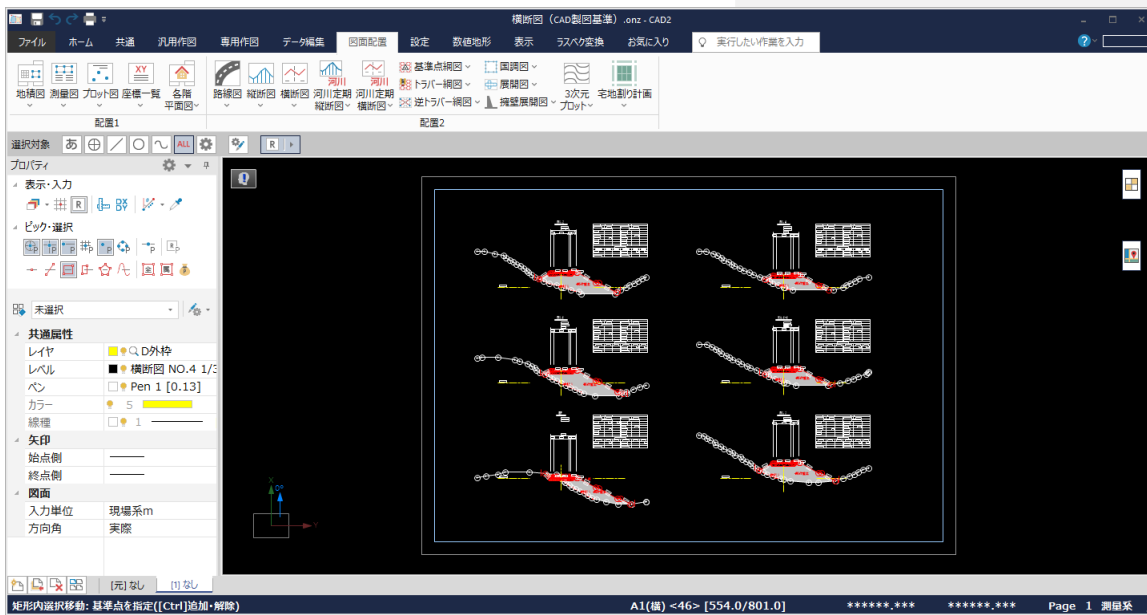 横断図（CAD製図基準）.onz - CAD2
ファイル ホーム 共通 汎用作図 専用作図 データ編集 図面配置 設定 数値地形 表示 ラスベク変換 お気に入り 実行したい作業を入力
地積図 測量図 プロット図 座標一覧 各階平面図
路線図 縦断図 横断図 河川定期縦断図 河川定期横断図
基準点網図 国調図
トラバー網図 展開図
逆トラバー網図 擁壁展開図
3次元プロット 宅地割り計画
配置1 配置2
選択対象 あ ALL R
プロパティ
表示・入力
R
ピック・選択
未選択
共通属性
レイヤ D外枠
レベル 横断図 NO.4 1/3
ペン Pen 1 [0.13]
カラー 5
線種 1
矢印
始点側
終点側
図面
入力単位 現場系m
方向角 実際
[元]なし [1]なし
矩形内選択移動: 基準点を指定([Ctrl]追加・解除) A1(横) <46> [554.0/801.0] ******.*** ******.*** Page 1 測量系